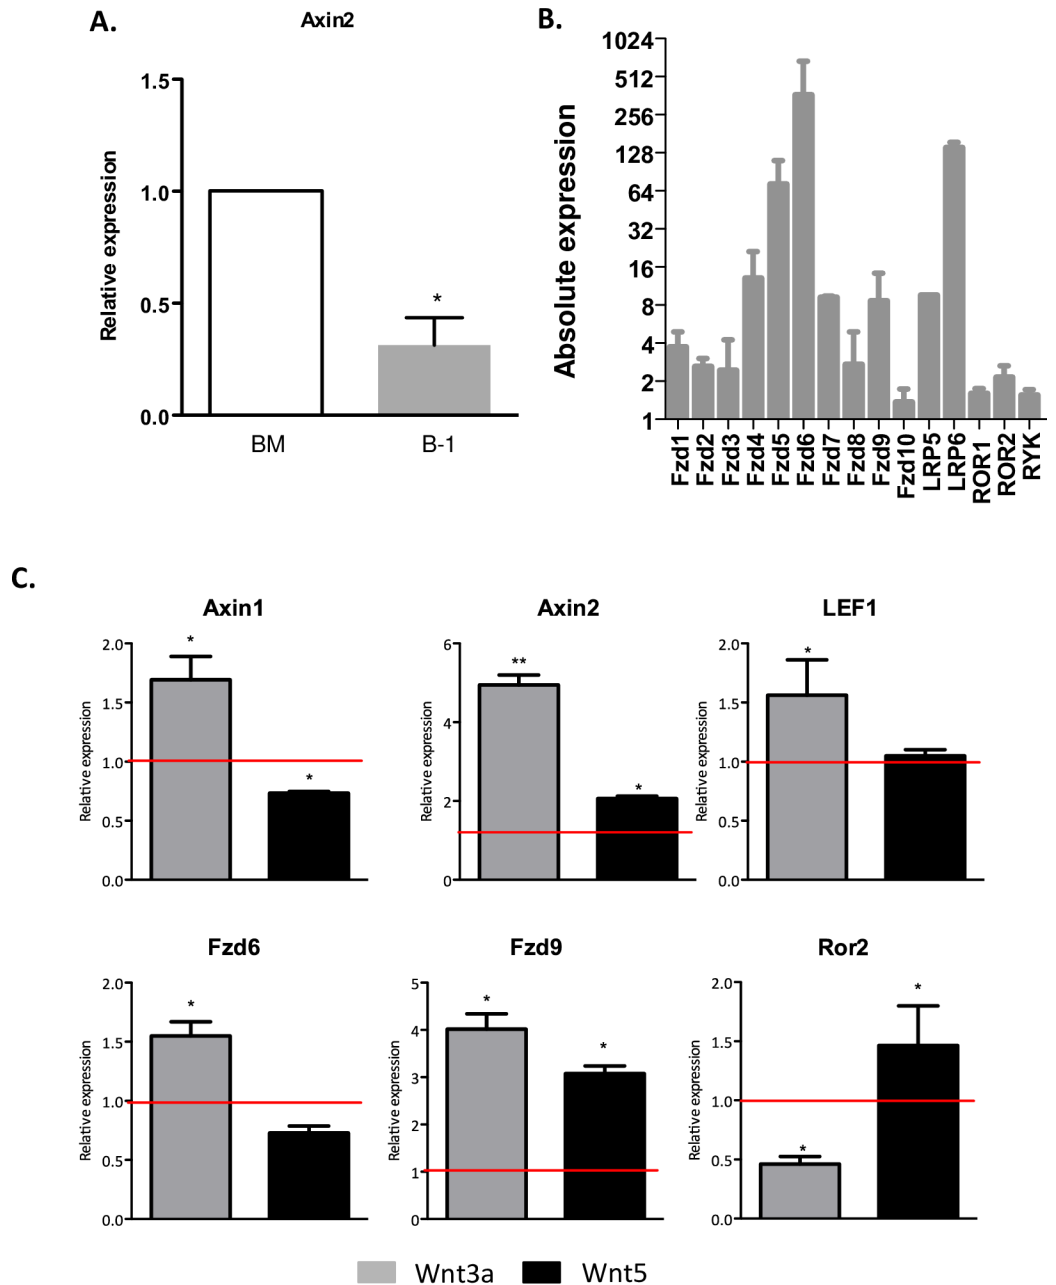 A.
Axin2
Relative expression
1.5
1.0
0.5
0.0
*
BM
B-1
B.
Absolute expression
1024
512
256
128
64
32
16
8
4
2
1
Fzd1
Fzd2
Fzd3
Fzd4
Fzd5
Fzd6
Fzd7
Fzd8
Fzd9
Fzd10
LRP5
LRP6
ROR1
ROR2
RYK
C.
Axin1
Relative expression
2.0
1.5
1.0
0.5
0.0
*
*
Axin2
Relative expression
6
4
2
0
**
*
LEF1
Relative expression
2.0
1.5
1.0
0.5
0.0
*
Fzd6
Relative expression
2.0
1.5
1.0
0.5
0.0
*
Fzd9
Relative expression
5
4
3
2
1
0
*
*
Ror2
Relative expression
2.0
1.5
1.0
0.5
0.0
*
*
Wnt3a
Wnt5